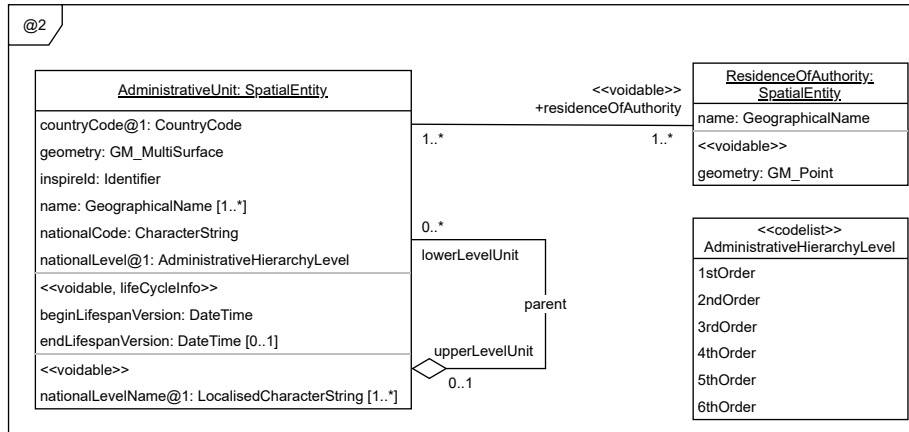 @2
AdministrativeUnit: SpatialEntity
countryCode@1: CountryCode
geometry: GM_MultiSurface
inspireId: Identifier
name: GeographicalName [1..*]
nationalCode: CharacterString
nationalLevel@1: AdministrativeHierarchyLevel
<<voidable, lifeCycleInfo>>
beginLifespanVersion: DateTime
endLifespanVersion: DateTime [0..1]
<<voidable>>
nationalLevelName@1: LocalisedCharacterString [1..*]
<<voidable>>
+residenceOfAuthority
1..*
1..*
ResidenceOfAuthority:
SpatialEntity
name: GeographicalName
<<voidable>>
geometry: GM_Point
0..*
lowerLevelUnit
parent
upperLevelUnit
0..1
<<codelist>>
AdministrativeHierarchyLevel
1stOrder
2ndOrder
3rdOrder
4thOrder
5thOrder
6thOrder